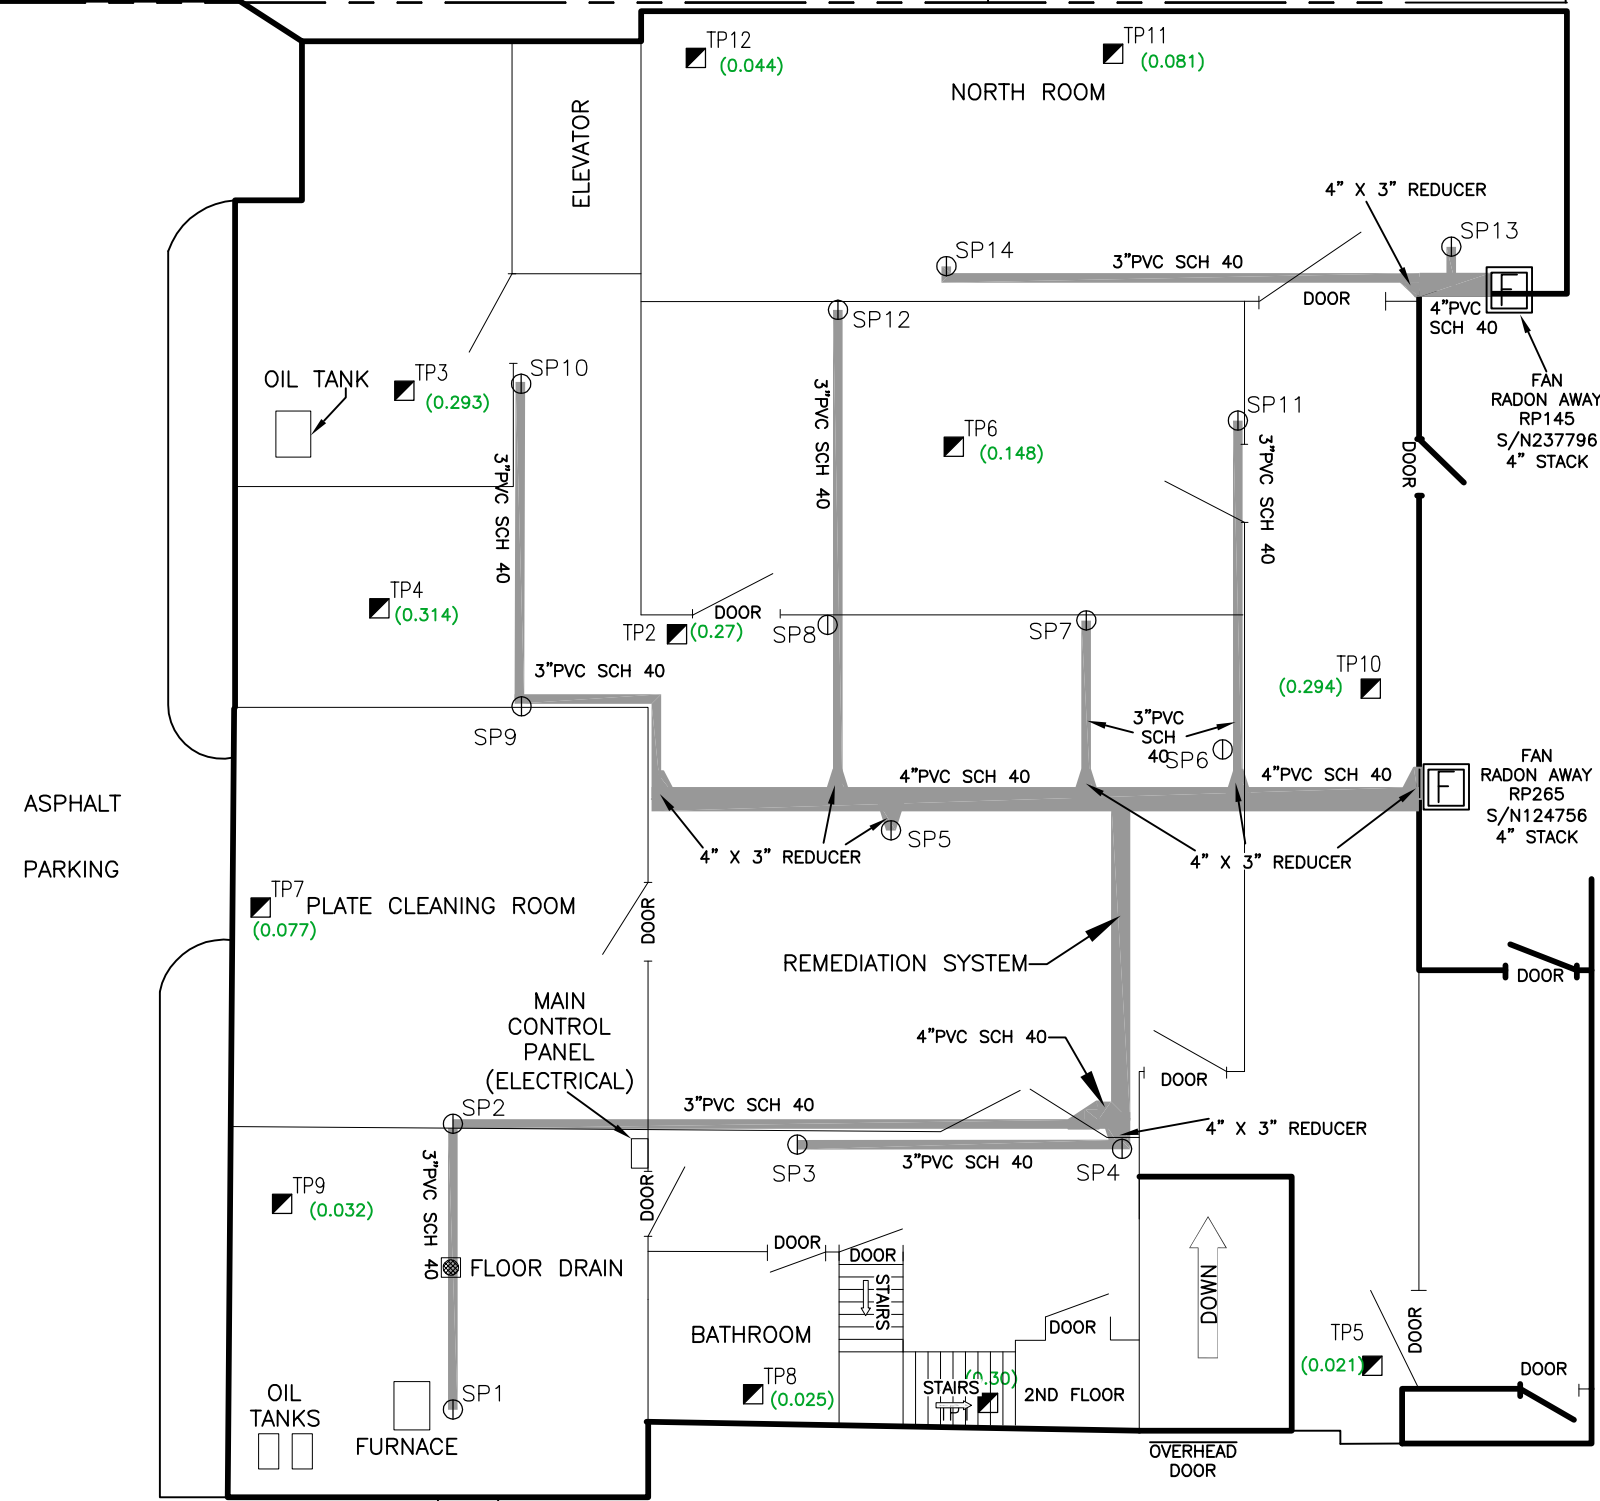 TP12
(0.044)
TP11
(0.081)
NORTH ROOM
ELEVATOR
4" X 3" REDUCER
SP13
SP14
3"PVC SCH 40
DOOR
4"PVC
SCH 40
F
FAN
RADON AWAY
RP145
S/N237796
4" STACK
SP12
SP10
TP3
(0.293)
OIL TANK
3"PVC SCH 40
3"PVC SCH 40
TP6
(0.148)
SP11
3"PVC SCH 40
DOOR
TP4
(0.314)
DOOR
TP2
(0.27)
SP8
SP7
TP10
(0.294)
3"PVC SCH 40
SP9
3"PVC
SCH
40
SP6
4"PVC SCH 40
4"PVC SCH 40
F
FAN
RADON AWAY
RP265
S/N124756
4" STACK
ASPHALT
PARKING
SP5
4" X 3" REDUCER
4" X 3" REDUCER
TP7
(0.077)
PLATE CLEANING ROOM
DOOR
REMEDIATION SYSTEM
DOOR
MAIN
CONTROL
PANEL
(ELECTRICAL)
4"PVC SCH 40
DOOR
SP2
3"PVC SCH 40
4" X 3" REDUCER
SP3
3"PVC SCH 40
SP4
3"PVC SCH 40
TP9
(0.032)
DOOR
FLOOR DRAIN
DOOR
DOOR
STAIRS
DOWN
BATHROOM
DOOR
TP5
(0.021)
DOOR
DOOR
TP8
(0.025)
STAIRS
2ND FLOOR
SP1
OIL
TANKS
FURNACE
OVERHEAD
DOOR